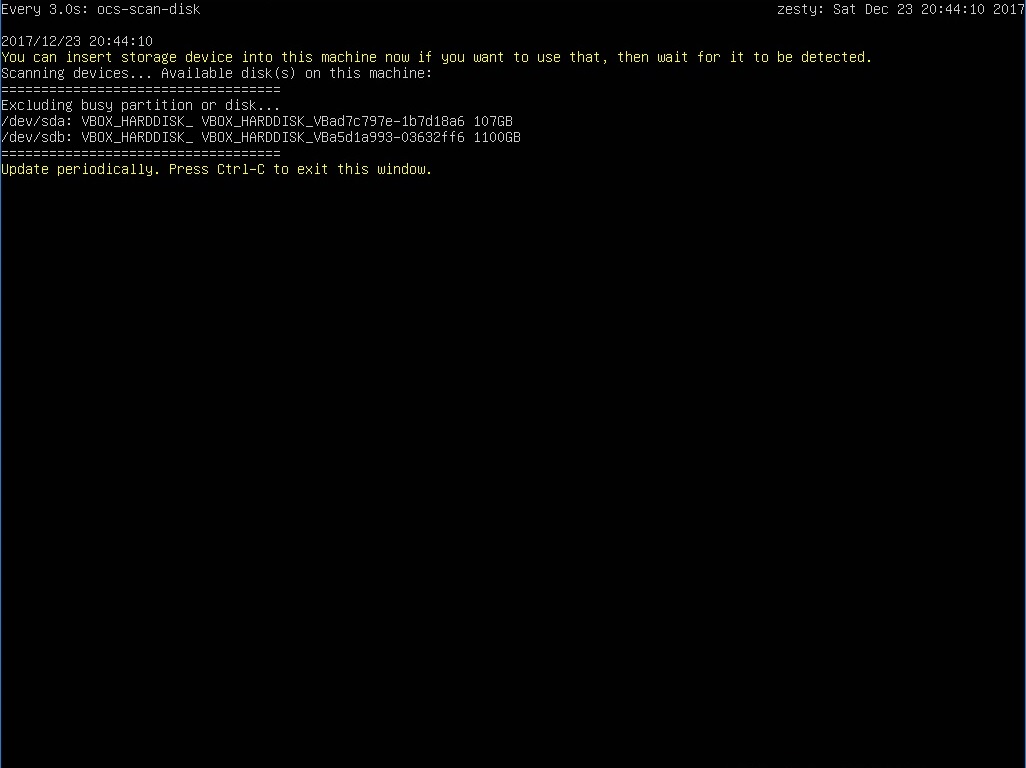 Every 3.0s: ocs-scan-disk zesty: Sat Dec 23 20:44:10 2017
2017/12/23 20:44:10
You can insert storage device into this machine now if you want to use that, then wait for it to be detected.
Scanning devices... Available disk(s) on this machine:
===================================
Excluding busy partition or disk...
/dev/sda: VBOX_HARDDISK_ VBOX_HARDDISK_VBad7c797e-1b7d18a6 107GB
/dev/sdb: VBOX_HARDDISK_ VBOX_HARDDISK_VBa5d1a993-03632ff6 1100GB
===================================
Update periodically. Press Ctrl-C to exit this window.